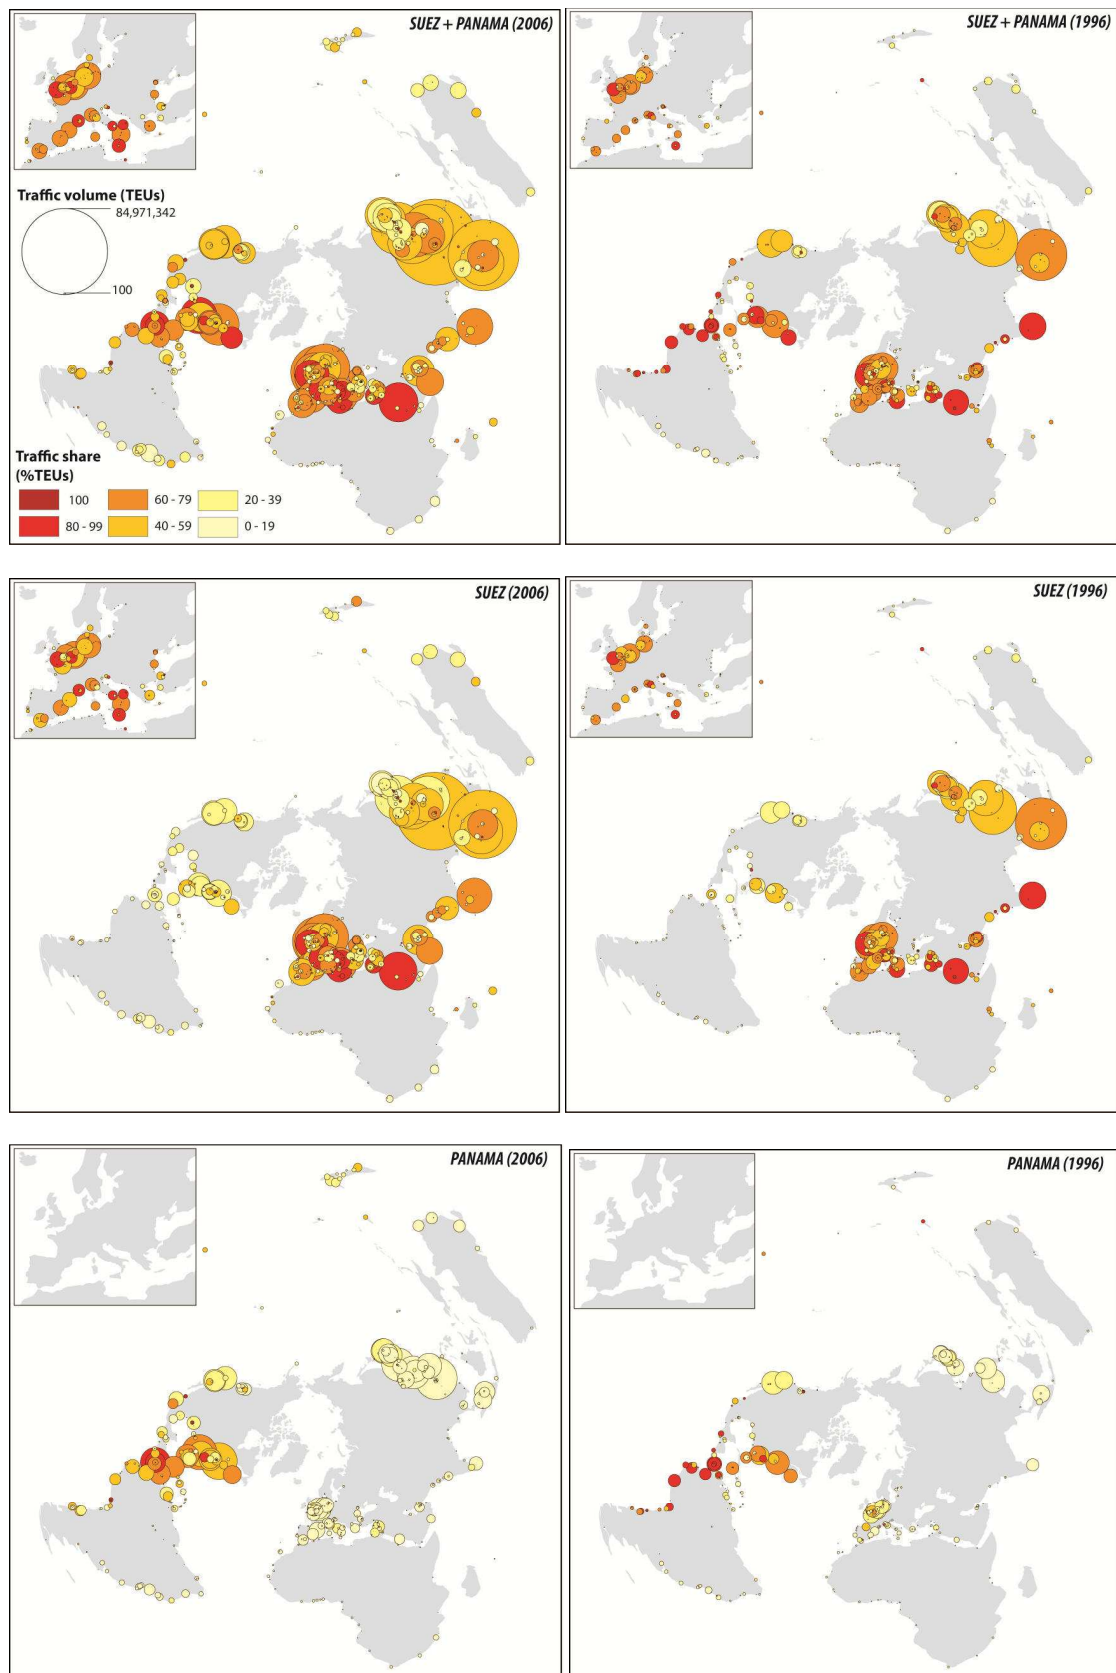 SUEZ + PANAMA (2006)
SUEZ + PANAMA (1996)
Traffic volume (TEUs)
84,971,342
100
Traffic share
(%TEUs)
100
60 - 79
20 - 39
80 - 99
40 - 59
0 - 19
SUEZ (2006)
SUEZ (1996)
PANAMA (2006)
PANAMA (1996)